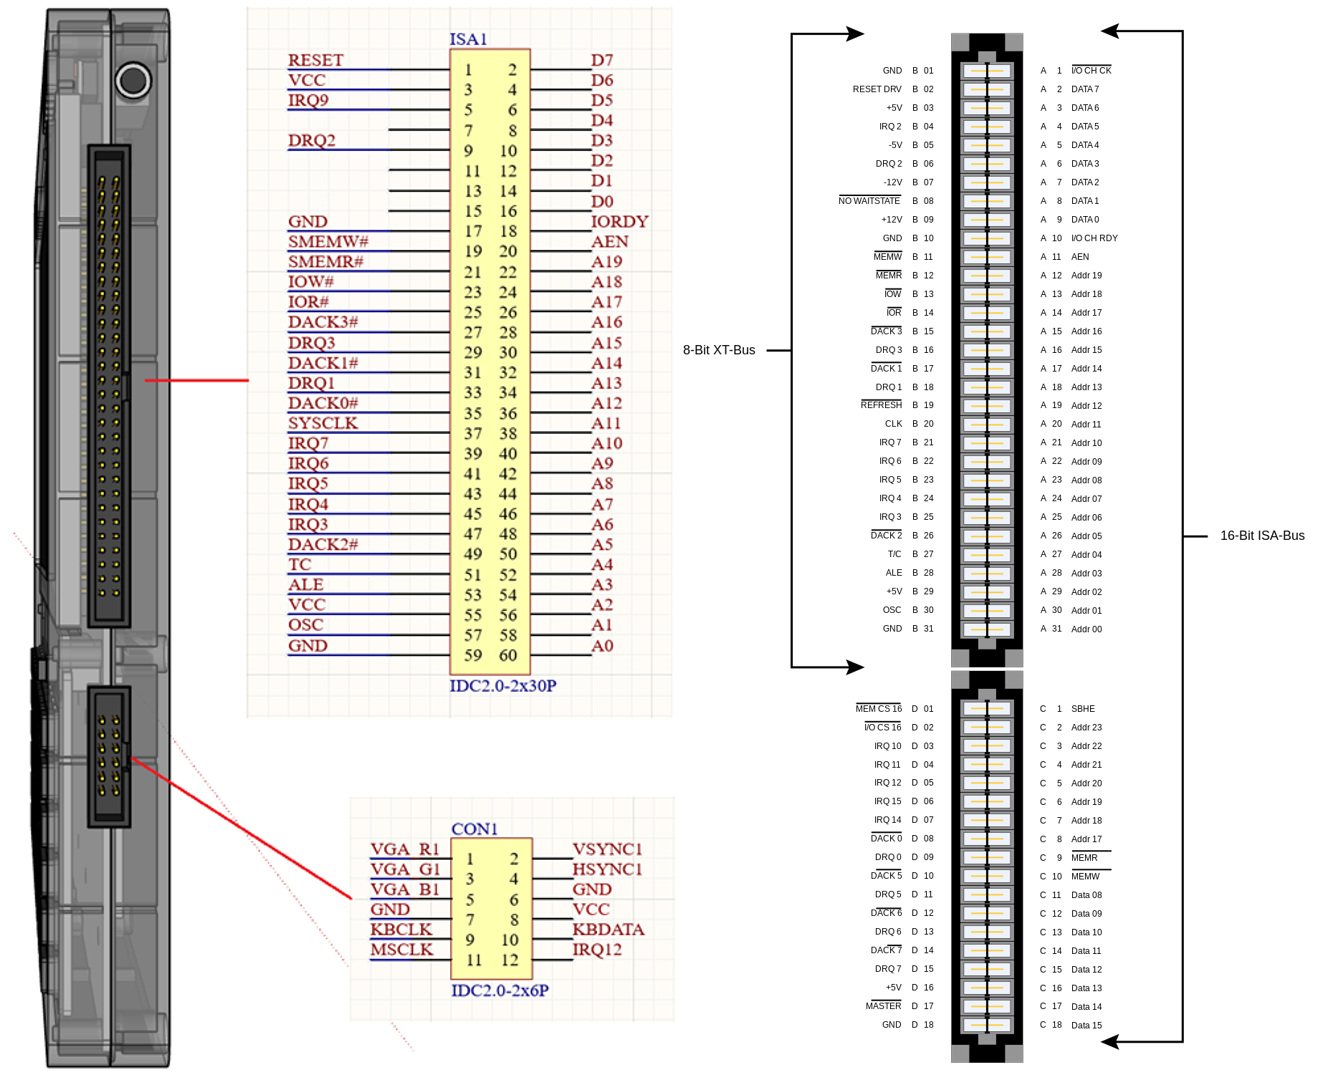 ISA1
RESET 1 2 D7
VCC 3 4 D6
IRQ9 5 6 D5
7 8 D4
DRQ2 9 10 D3
11 12 D2
13 14 D1
15 16 D0
GND 17 18 IORDY
SMEMW# 19 20 AEN
SMEMR# 21 22 A19
IOW# 23 24 A18
IOR# 25 26 A17
DACK3# 27 28 A16
DRQ3 29 30 A15
DACK1# 31 32 A14
DRQ1 33 34 A13
DACK0# 35 36 A12
SYSCLK 37 38 A11
IRQ7 39 40 A10
IRQ6 41 42 A9
IRQ5 43 44 A8
IRQ4 45 46 A7
IRQ3 47 48 A6
DACK2# 49 50 A5
TC 51 52 A4
ALE 53 54 A3
VCC 55 56 A2
OSC 57 58 A1
GND 59 60 A0
IDC2.0-2x30P
CON1
VGA R1 1 2 VSYNC1
VGA G1 3 4 HSYNC1
VGA B1 5 6 GND
GND 7 8 VCC
KBCLK 9 10 KBDATA
MSCLK 11 12 IRQ12
IDC2.0-2x6P
8-Bit XT-Bus
GND B 01 A 1 I/O CH CK
RESET DRV B 02 A 2 DATA 7
+5V B 03 A 3 DATA 6
IRQ 2 B 04 A 4 DATA 5
-5V B 05 A 5 DATA 4
DRQ 2 B 06 A 6 DATA 3
-12V B 07 A 7 DATA 2
NO WAITSTATE B 08 A 8 DATA 1
+12V B 09 A 9 DATA 0
GND B 10 A 10 I/O CH RDY
MEMW B 11 A 11 AEN
MEMR B 12 A 12 Addr 19
IOW B 13 A 13 Addr 18
IOR B 14 A 14 Addr 17
DACK 3 B 15 A 15 Addr 16
DRQ 3 B 16 A 16 Addr 15
DACK 1 B 17 A 17 Addr 14
DRQ 1 B 18 A 18 Addr 13
REFRESH B 19 A 19 Addr 12
CLK B 20 A 20 Addr 11
IRQ 7 B 21 A 21 Addr 10
IRQ 6 B 22 A 22 Addr 09
IRQ 5 B 23 A 23 Addr 08
IRQ 4 B 24 A 24 Addr 07
IRQ 3 B 25 A 25 Addr 06
DACK 2 B 26 A 26 Addr 05
T/C B 27 A 27 Addr 04
ALE B 28 A 28 Addr 03
+5V B 29 A 29 Addr 02
OSC B 30 A 30 Addr 01
GND B 31 A 31 Addr 00
16-Bit ISA-Bus
MEM CS 16 D 01 C 1 SBHE
I/O CS 16 D 02 C 2 Addr 23
IRQ 10 D 03 C 3 Addr 22
IRQ 11 D 04 C 4 Addr 21
IRQ 12 D 05 C 5 Addr 20
IRQ 15 D 06 C 6 Addr 19
IRQ 14 D 07 C 7 Addr 18
DACK 0 D 08 C 8 Addr 17
DRQ 0 D 09 C 9 MEMR
DACK 5 D 10 C 10 MEMW
DRQ 5 D 11 C 11 Data 08
DACK 6 D 12 C 12 Data 09
DRQ 6 D 13 C 13 Data 10
DACK 7 D 14 C 14 Data 11
DRQ 7 D 15 C 15 Data 12
+5V D 16 C 16 Data 13
MASTER D 17 C 17 Data 14
GND D 18 C 18 Data 15